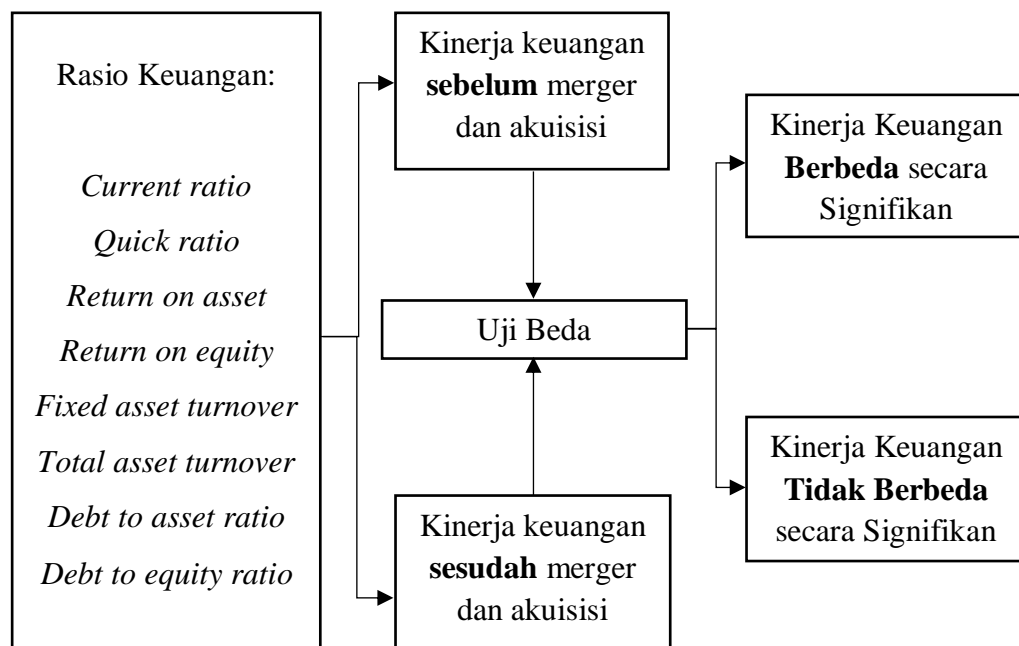 Rasio Keuangan:
Current ratio
Quick ratio
Return on asset
Return on equity
Fixed asset turnover
Total asset turnover
Debt to asset ratio
Debt to equity ratio
Kinerja keuangan
sebelum merger
dan akuisisi
Uji Beda
Kinerja keuangan
sesudah merger
dan akuisisi
Kinerja Keuangan
Berbeda secara
Signifikan
Kinerja Keuangan
Tidak Berbeda
secara Signifikan